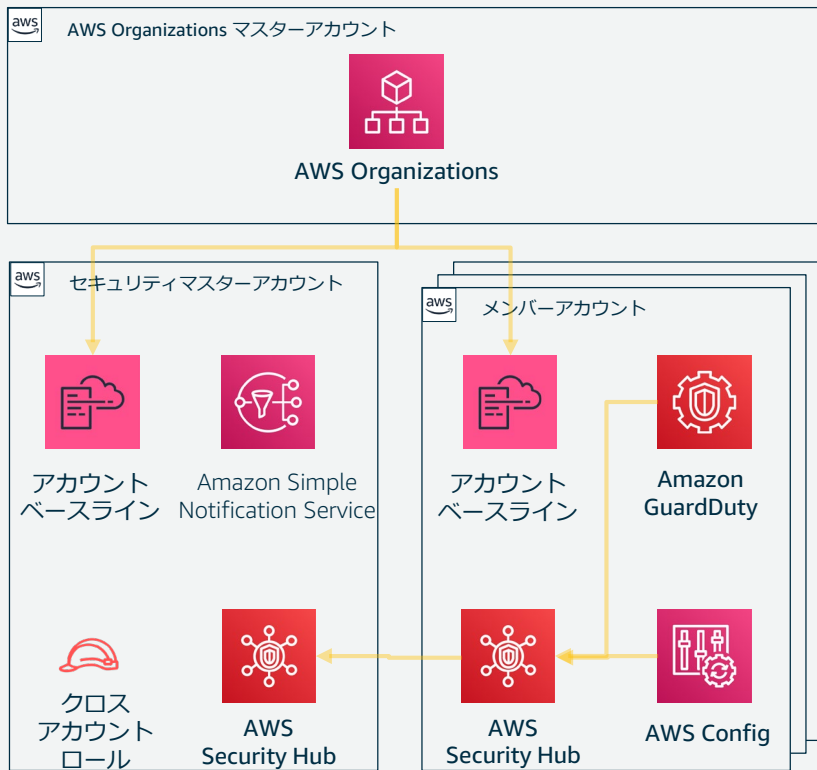 aws
AWS Organizations マスターアカウント
AWS Organizations
aws
セキュリティマスターアカウント
アカウント
ベースライン
Amazon Simple
Notification Service
クロス
アカウント
ロール
AWS
Security Hub
aws
メンバーアカウント
アカウント
ベースライン
Amazon
GuardDuty
AWS
Security Hub
AWS Config